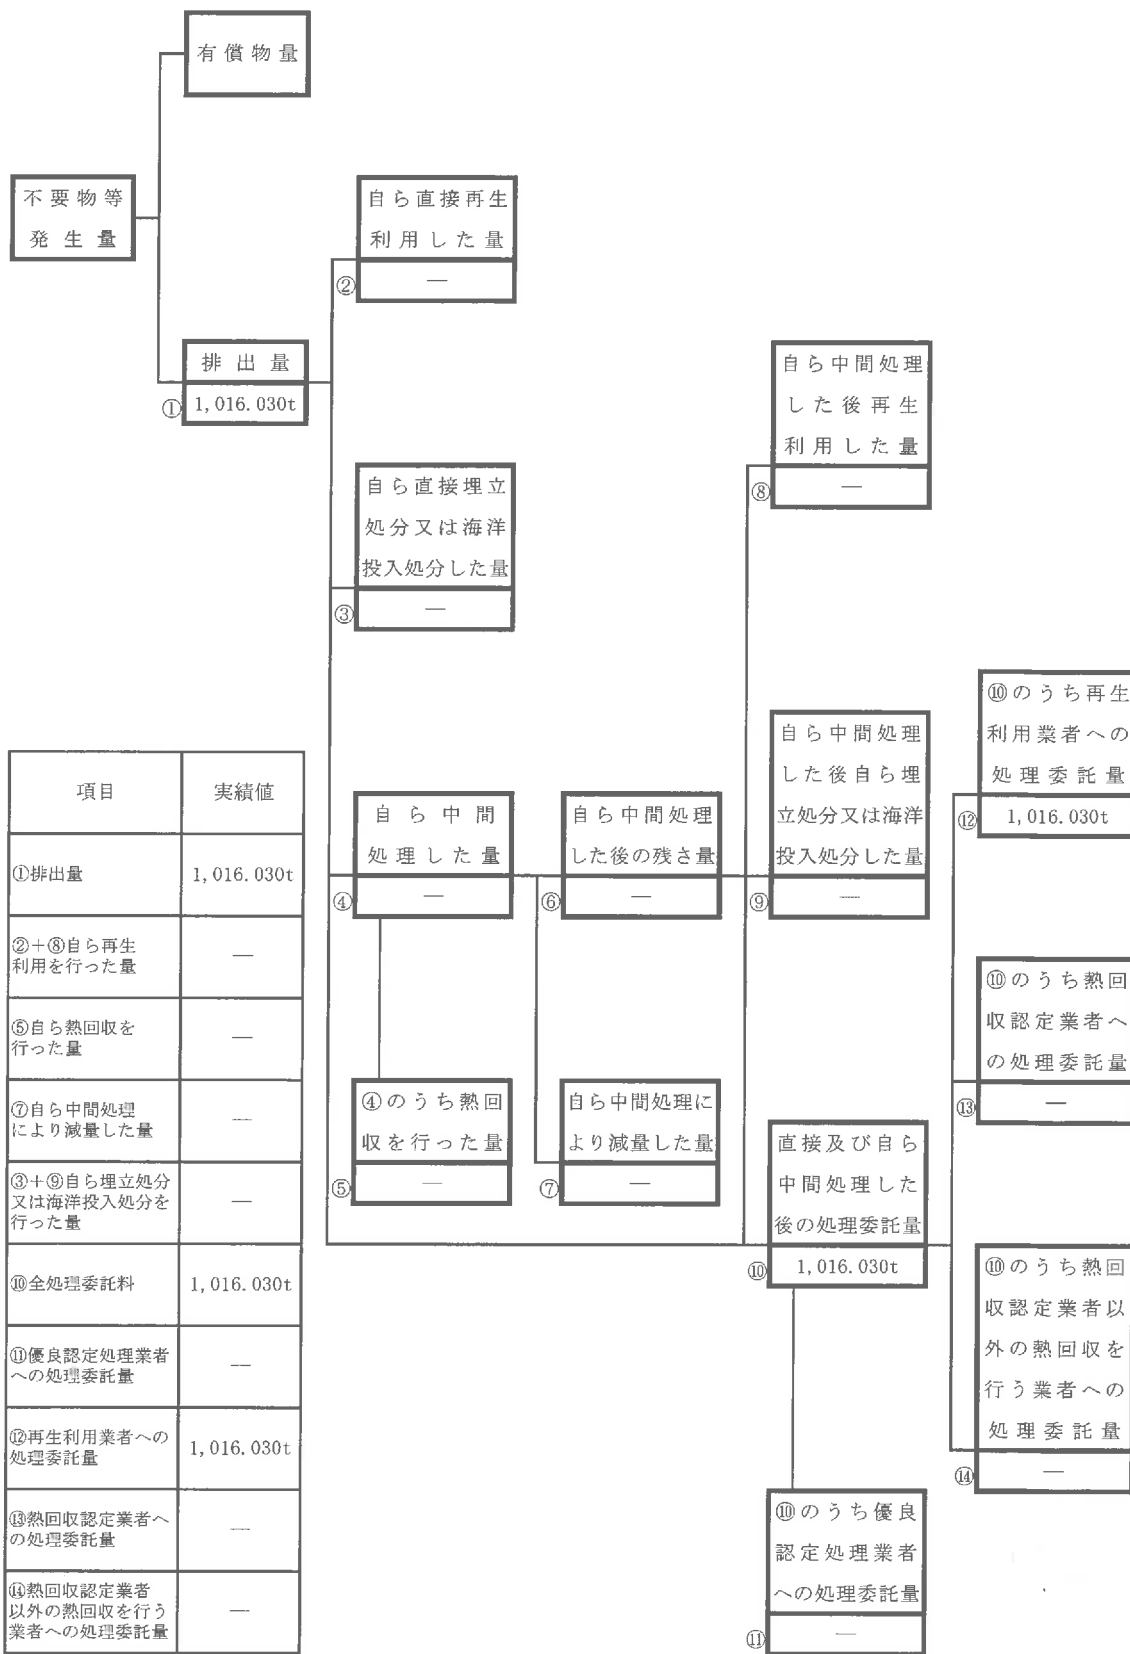 有償物量
不要物等
発生量
自ら直接再生
利用した量
②
—
排出量
①
1,016.030t
自ら中間処理
した後再生
利用した量
⑧
—
自ら直接埋立
処分又は海洋
投入処分した量
③
—
⑩のうち再生
利用業者への
処理委託量
⑫
1,016.030t
自ら中間処理
した後自ら埋
立処分又は海洋
投入処分した量
⑨
—
自ら中間
処理した量
④
—
自ら中間処理
した後の残さ量
⑥
—
⑩のうち熱回
収認定業者へ
の処理委託量
⑬
—
④のうち熱回
収を行った量
⑤
—
自ら中間処理に
より減量した量
⑦
—
直接及び自ら
中間処理した
後の処理委託量
⑩
1,016.030t
⑩のうち熱回
収認定業者以
外の熱回収を
行う業者への
処理委託量
⑭
—
⑩のうち優良
認定処理業者
への処理委託量
⑪
—
項目 実績値
①排出量 1,016.030t
②+⑧自ら再生
利用を行った量 —
⑤自ら熱回収を
行った量 —
⑦自ら中間処理
により減量した量 —
③+⑨自ら埋立処分
又は海洋投入処分を
行った量 —
⑩全処理委託料 1,016.030t
⑪優良認定処理業者
への処理委託量 —
⑫再生利用業者への
処理委託量 1,016.030t
⑬熱回収認定業者へ
の処理委託量 —
⑭熱回収認定業者
以外の熱回収を行う
業者への処理委託量 —